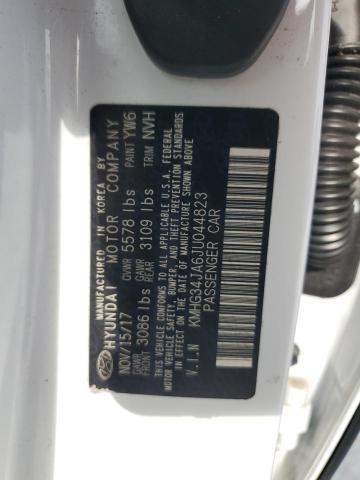 MANUFACTURED IN KOREA BY
HYUNDAI MOTOR COMPANY
NOV/15/17 GVWR 5578 lbs PAINT YW6
GAWR FRONT 3086 lbs GAWR REAR 3109 lbs TRIM NVH
THIS VEHICLE CONFORMS TO ALL APPLICABLE U.S.A. FEDERAL
MOTOR VEHICLE SAFETY, BUMPER, AND THEFT PREVENTION STANDARDS
IN EFFECT ON THE DATE OF MANUFACTURE SHOWN ABOVE
V.I.N KMHG34JA6JU044823
PASSENGER CAR